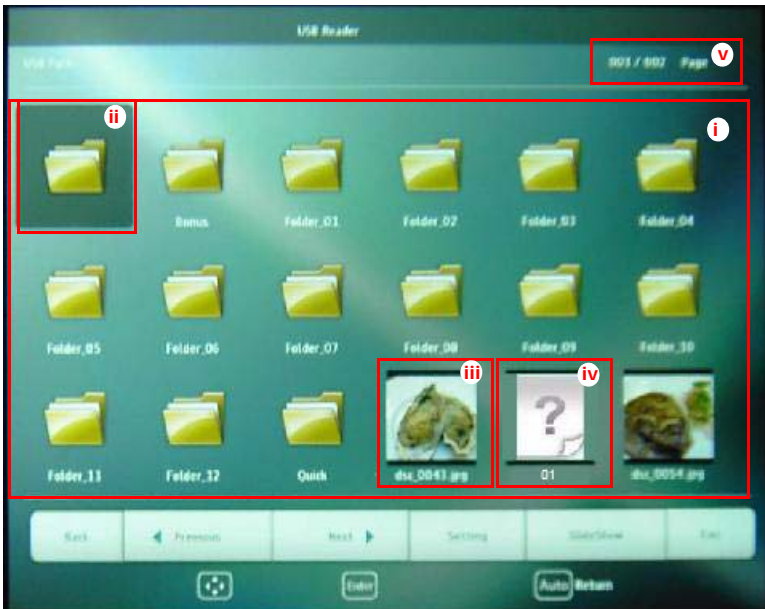 USB Reader
USB Path
001 / 002 Page v
ii
i
Bonus Folder_01 Folder_02 Folder_03 Folder_04
Folder_05 Folder_06 Folder_07 Folder_08 Folder_09 Folder_10
iii iv
?
Folder_11 Folder_12 Quick dsc_0043.jpg 01 dsc_0054.jpg
Back Previous Next Setting SlideShow
Enter Auto Return